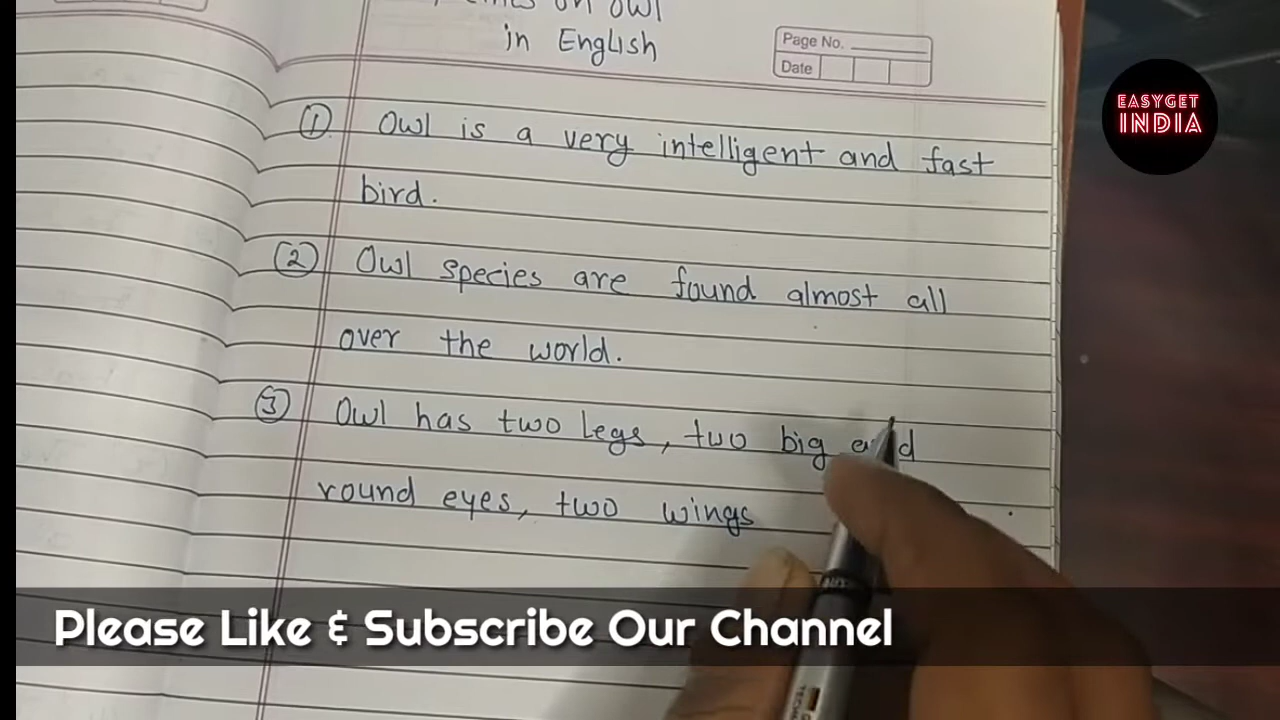 on owl
in English
Page No.
Date
EASYGET
INDIA
① Owl is a very intelligent and fast
bird.
② Owl species are found almost all
over the world.
③ Owl has two legs, two big and
round eyes, two wings
Please Like & Subscribe Our Channel